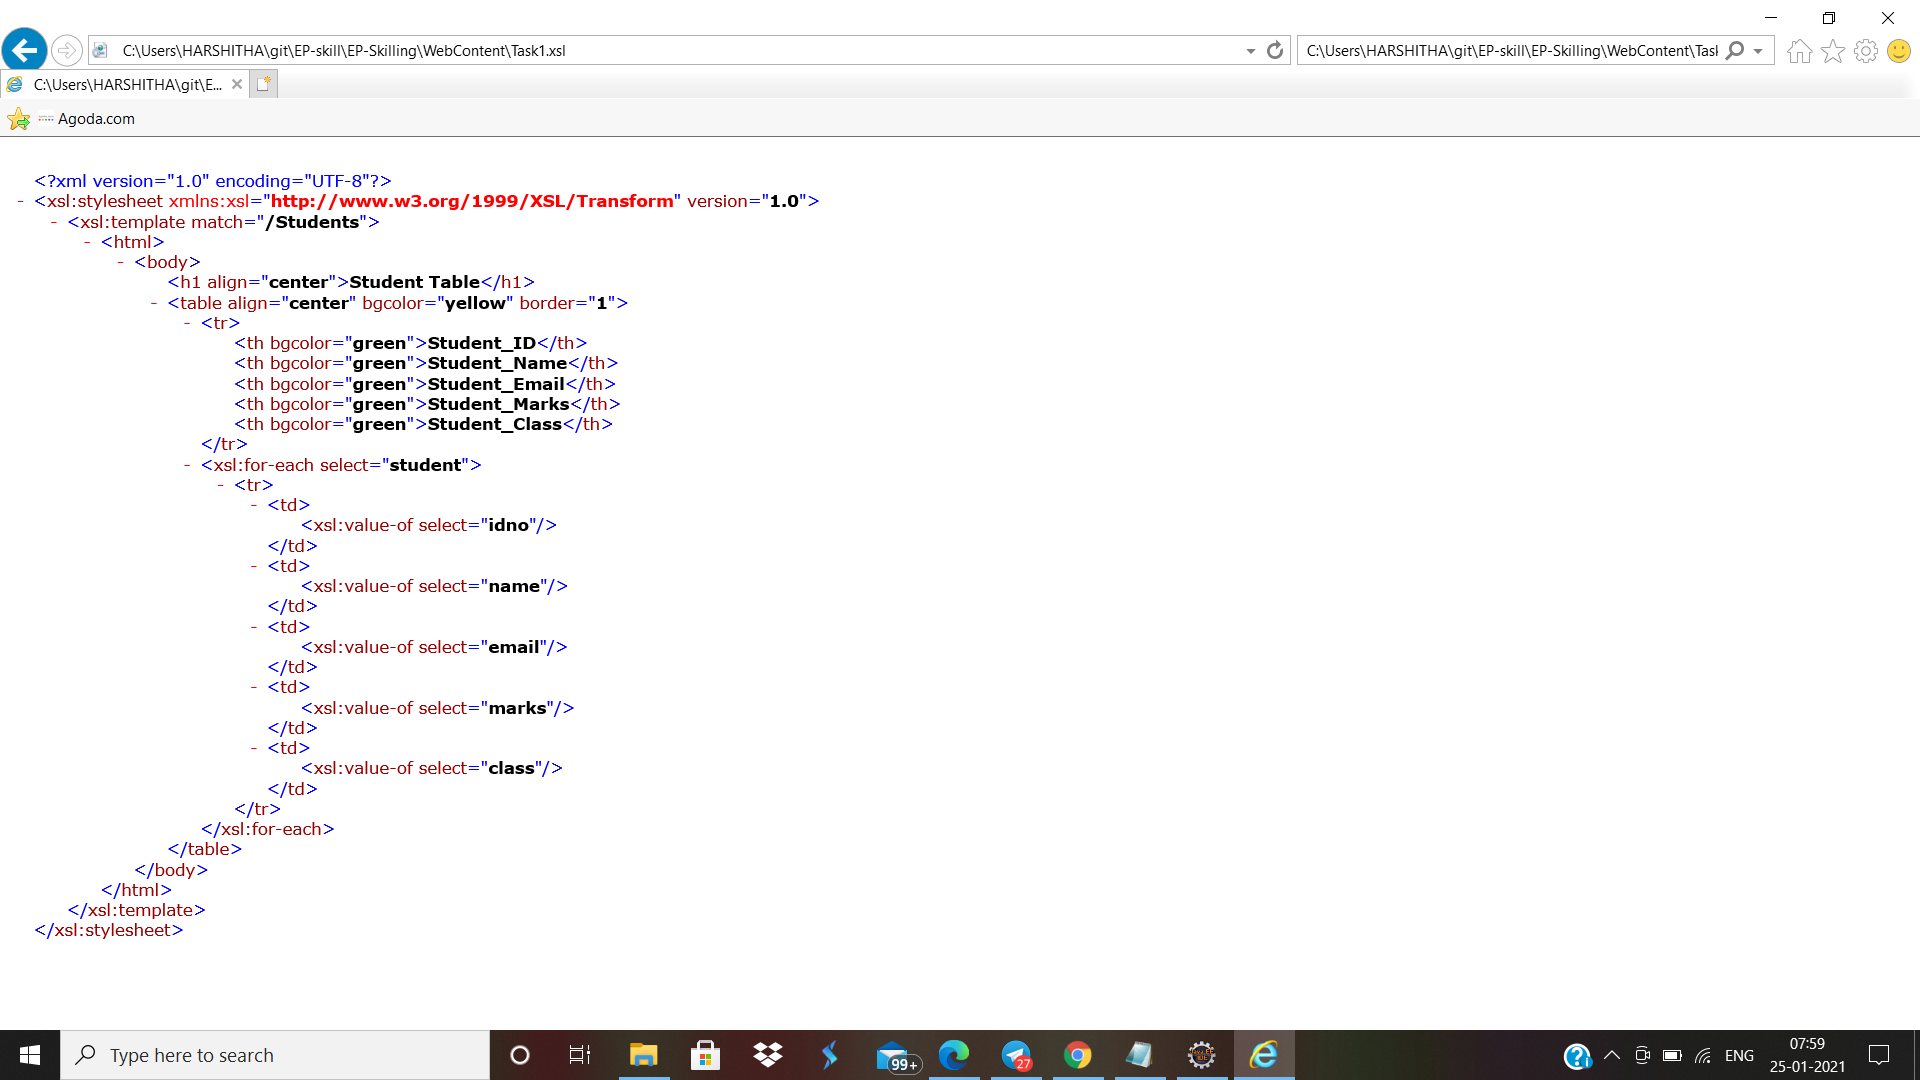 C:\Users\HARSHITHA\git\EP-skill\EP-Skilling\WebContent\Task1.xsl
C:\Users\HARSHITHA\git\EP-skill\EP-Skilling\WebContent\Tasl
C:\Users\HARSHITHA\git\E...
Agoda.com
<?xml version="1.0" encoding="UTF-8"?>
- <xsl:stylesheet xmlns:xsl="http://www.w3.org/1999/XSL/Transform" version="1.0">
- <xsl:template match="/Students">
- <html>
- <body>
<h1 align="center">Student Table</h1>
- <table align="center" bgcolor="yellow" border="1">
- <tr>
<th bgcolor="green">Student_ID</th>
<th bgcolor="green">Student_Name</th>
<th bgcolor="green">Student_Email</th>
<th bgcolor="green">Student_Marks</th>
<th bgcolor="green">Student_Class</th>
</tr>
- <xsl:for-each select="student">
- <tr>
- <td>
<xsl:value-of select="idno"/>
</td>
- <td>
<xsl:value-of select="name"/>
</td>
- <td>
<xsl:value-of select="email"/>
</td>
- <td>
<xsl:value-of select="marks"/>
</td>
- <td>
<xsl:value-of select="class"/>
</td>
</tr>
</xsl:for-each>
</table>
</body>
</html>
</xsl:template>
</xsl:stylesheet>
Type here to search
99+
27
ENG
07:59
25-01-2021